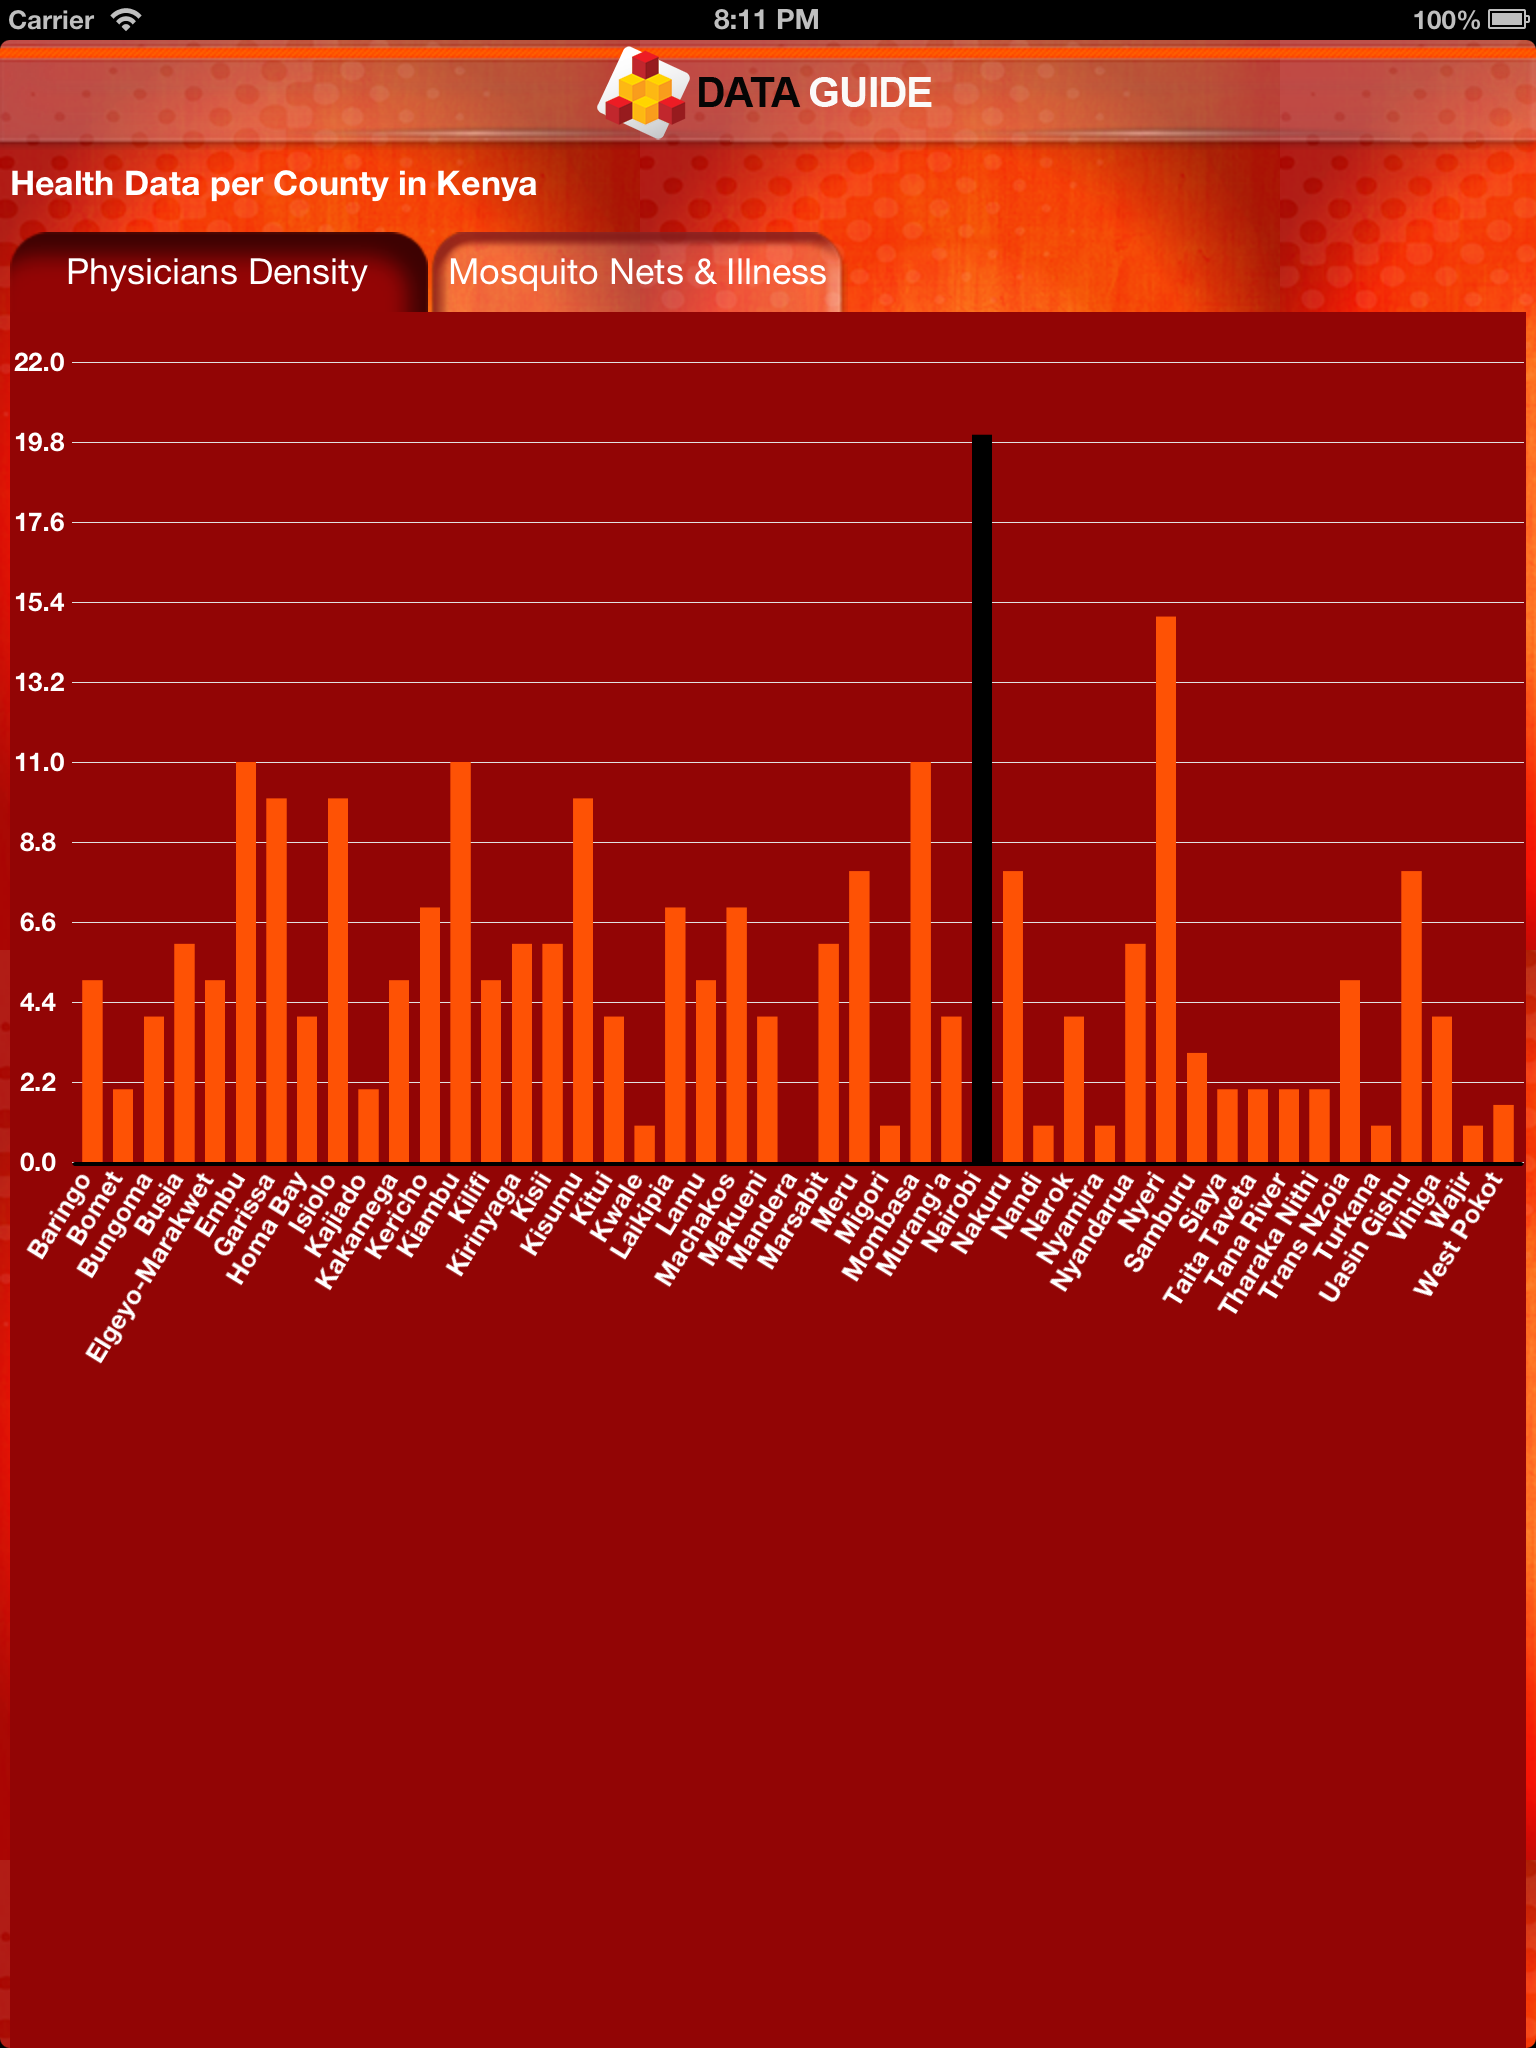 Carrier 8:11 PM 100%
DATA GUIDE
Health Data per County in Kenya
Physicians Density
Mosquito Nets & Illness
22.0
19.8
17.6
15.4
13.2
11.0
8.8
6.6
4.4
2.2
0.0
Baringo
Bomet
Bungoma
Busia
Elgeyo-Marakwet
Embu
Garissa
Homa Bay
Isiolo
Kajiado
Kakamega
Kericho
Kiambu
Kilifi
Kirinyaga
Kisii
Kisumu
Kitui
Kwale
Laikipia
Lamu
Machakos
Makueni
Mandera
Marsabit
Meru
Migori
Mombasa
Murang'a
Nairobi
Nakuru
Nandi
Narok
Nyamira
Nyandarua
Nyeri
Samburu
Siaya
Taita Taveta
Tana River
Tharaka Nithi
Trans Nzoia
Turkana
Uasin Gishu
Vihiga
Wajir
West Pokot